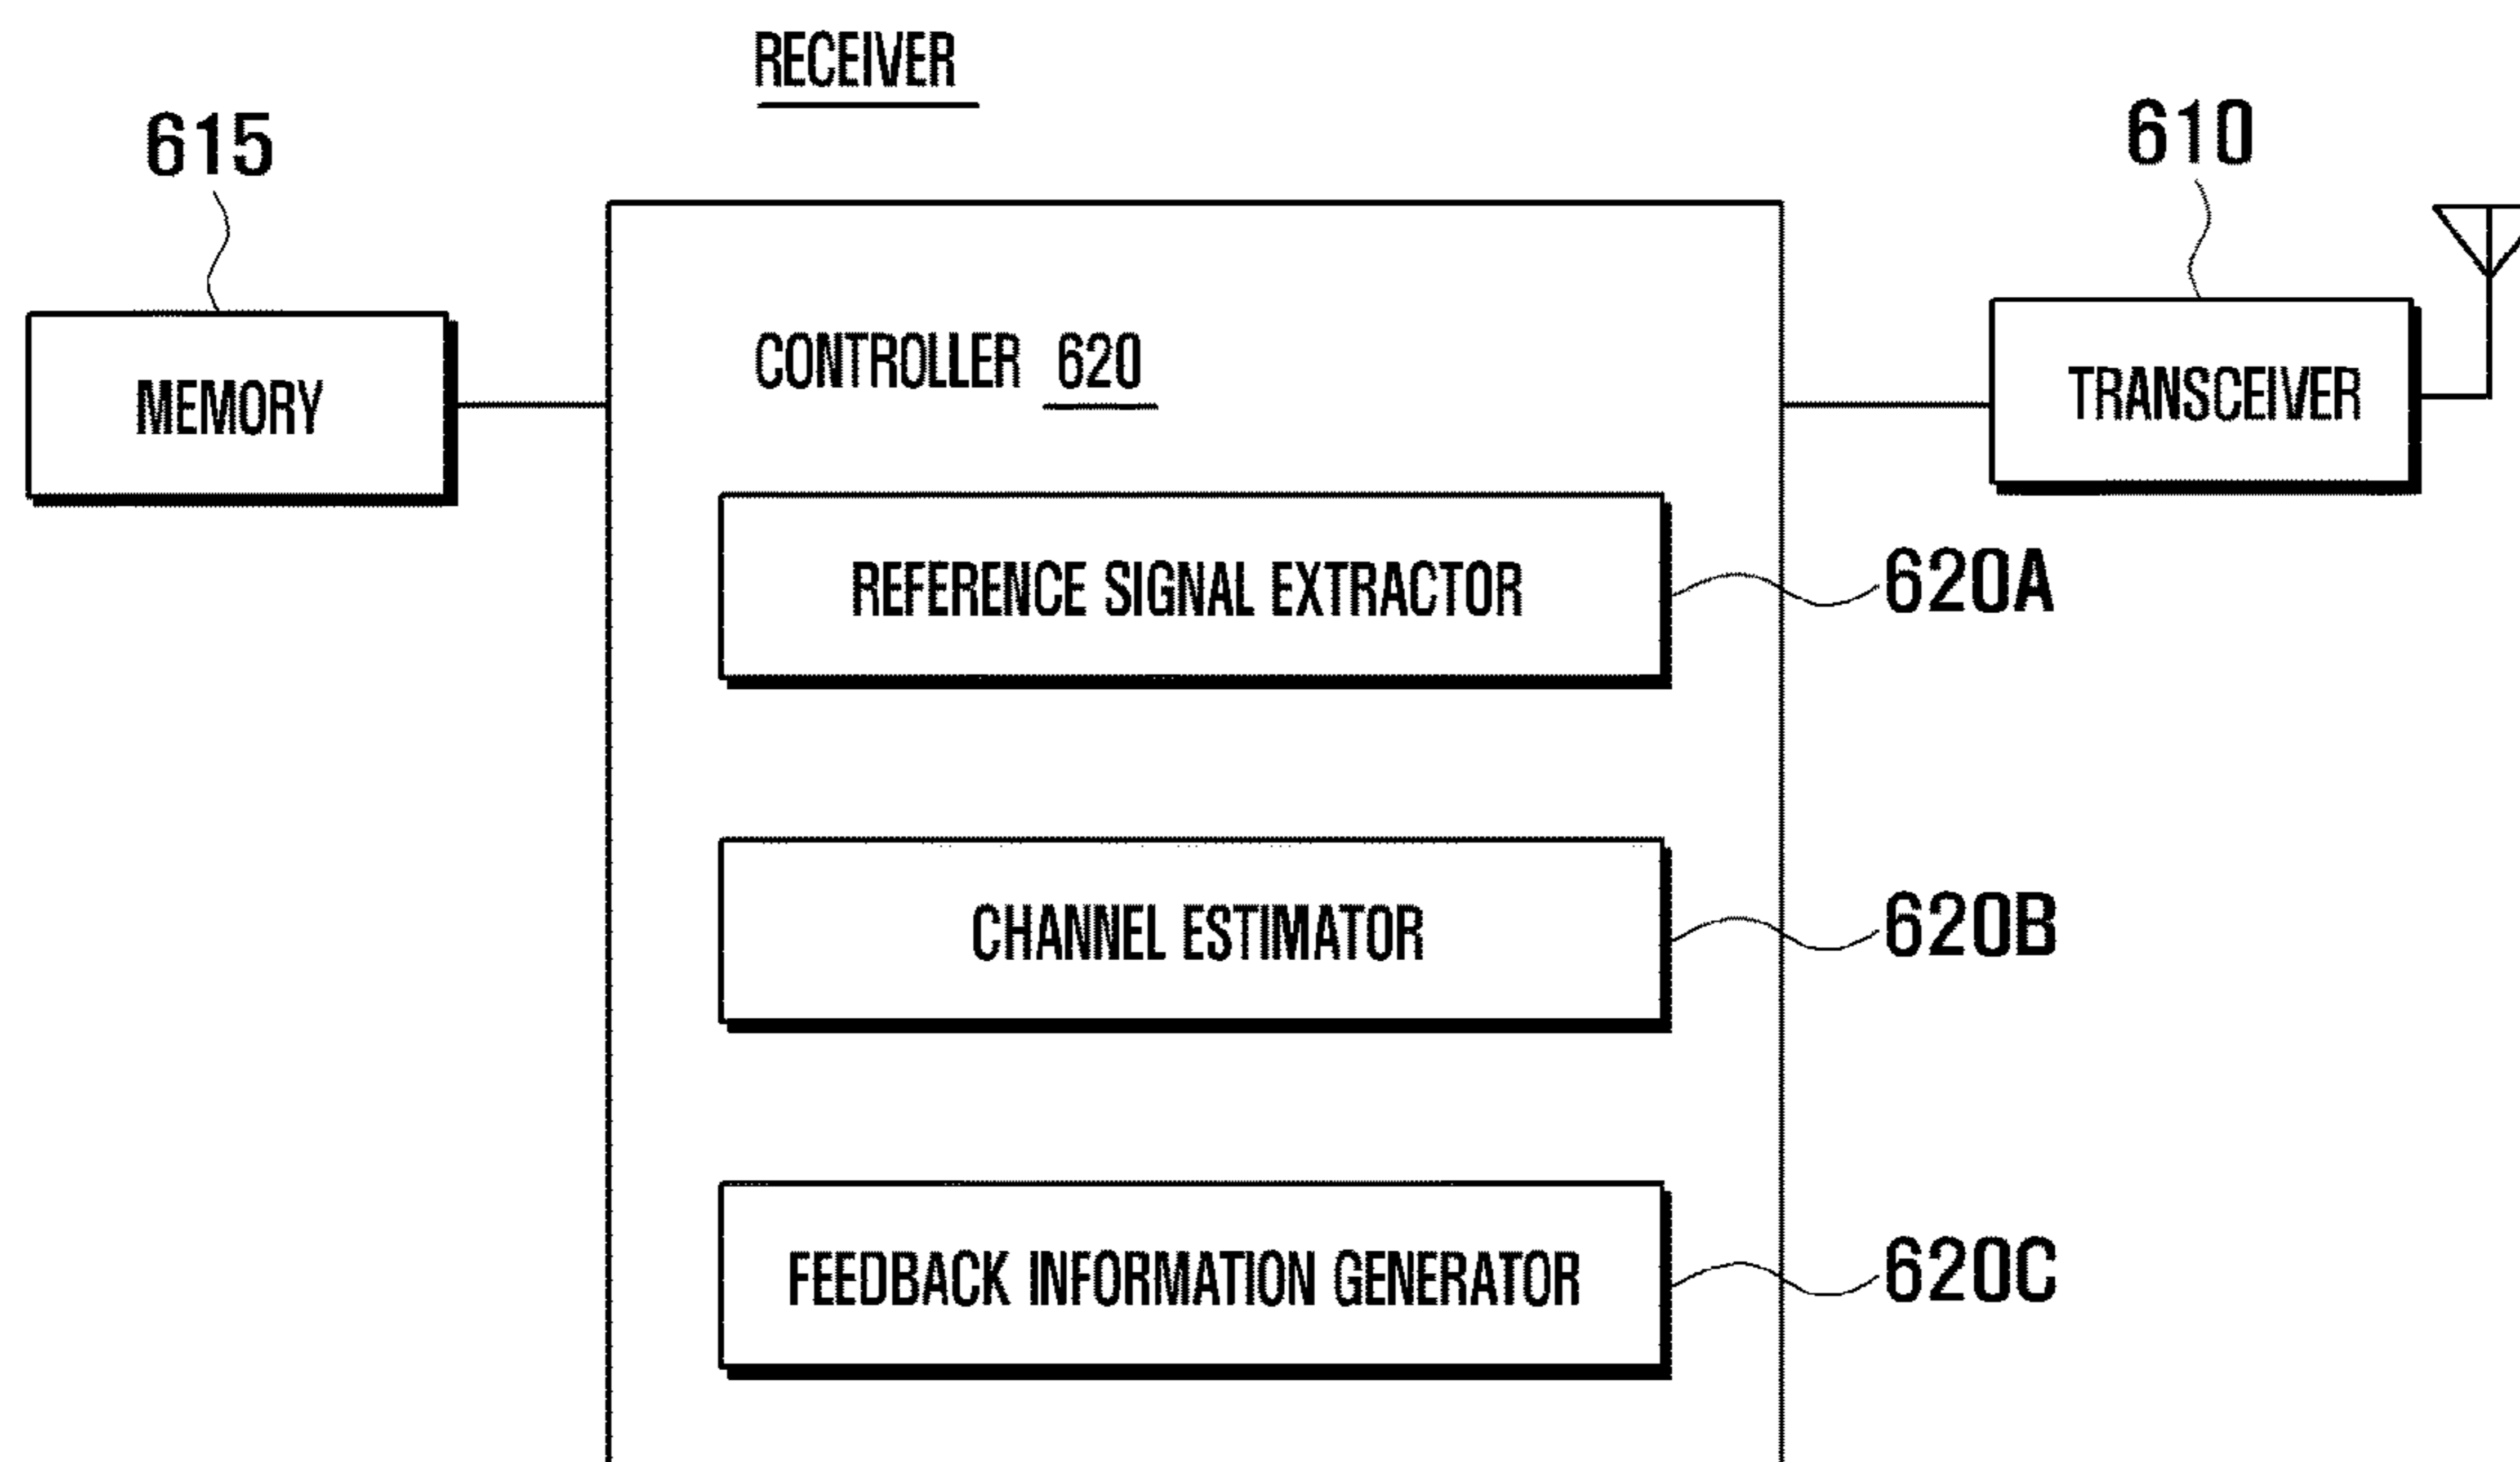 RECEIVER
615
610
MEMORY
CONTROLLER 620
TRANSCEIVER
REFERENCE SIGNAL EXTRACTOR
620A
CHANNEL ESTIMATOR
620B
FEEDBACK INFORMATION GENERATOR
620C